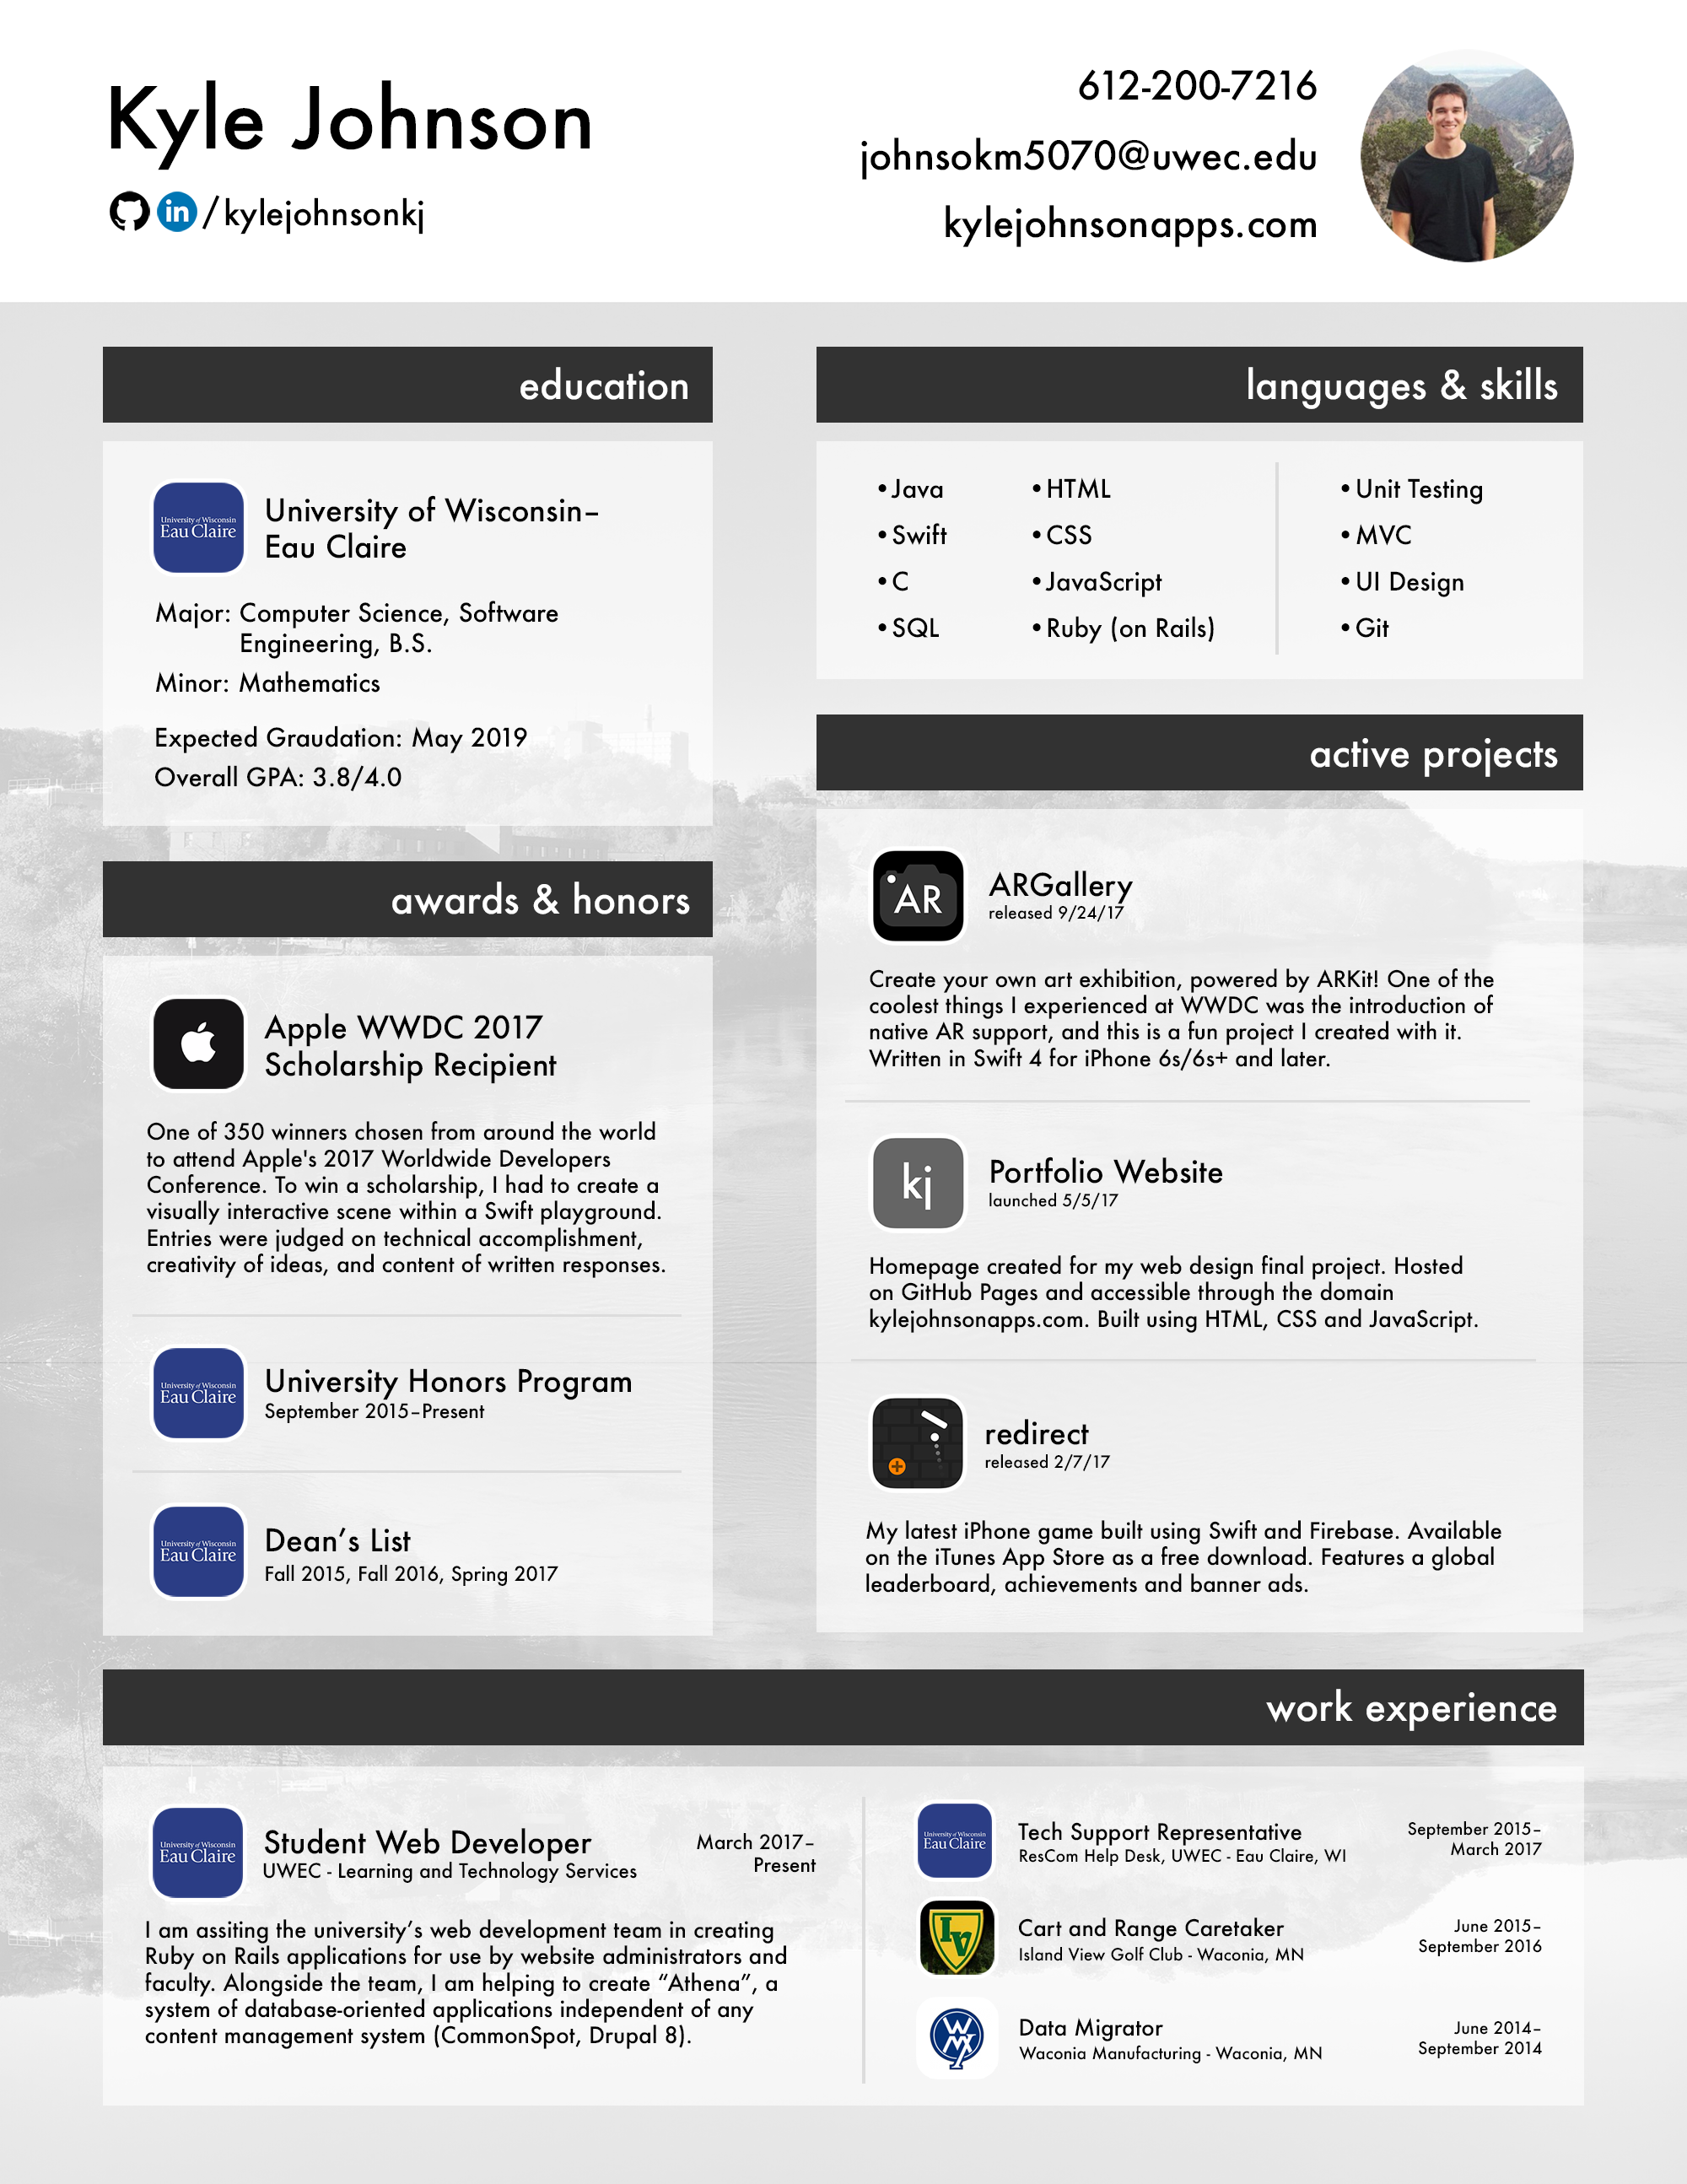 Kyle Johnson
in /kylejohnsonkj
612-200-7216
johnsokm5070@uwec.edu
kylejohnsonapps.com
education
University of Wisconsin
Eau Claire
University of Wisconsin–
Eau Claire
Major: Computer Science, Software
Engineering, B.S.
Minor: Mathematics
Expected Graudation: May 2019
Overall GPA: 3.8/4.0
awards & honors
Apple WWDC 2017
Scholarship Recipient
One of 350 winners chosen from around the world
to attend Apple's 2017 Worldwide Developers
Conference. To win a scholarship, I had to create a
visually interactive scene within a Swift playground.
Entries were judged on technical accomplishment,
creativity of ideas, and content of written responses.
University of Wisconsin
Eau Claire
University Honors Program
September 2015–Present
University of Wisconsin
Eau Claire
Dean’s List
Fall 2015, Fall 2016, Spring 2017
languages & skills
•Java
•Swift
•C
•SQL
•HTML
•CSS
•JavaScript
•Ruby (on Rails)
•Unit Testing
•MVC
•UI Design
•Git
active projects
AR
ARGallery
released 9/24/17
Create your own art exhibition, powered by ARKit! One of the
coolest things I experienced at WWDC was the introduction of
native AR support, and this is a fun project I created with it.
Written in Swift 4 for iPhone 6s/6s+ and later.
kj
Portfolio Website
launched 5/5/17
Homepage created for my web design final project. Hosted
on GitHub Pages and accessible through the domain
kylejohnsonapps.com. Built using HTML, CSS and JavaScript.
redirect
released 2/7/17
My latest iPhone game built using Swift and Firebase. Available
on the iTunes App Store as a free download. Features a global
leaderboard, achievements and banner ads.
work experience
University of Wisconsin
Eau Claire
Student Web Developer
UWEC - Learning and Technology Services
March 2017–
Present
I am assiting the university’s web development team in creating
Ruby on Rails applications for use by website administrators and
faculty. Alongside the team, I am helping to create “Athena”, a
system of database-oriented applications independent of any
content management system (CommonSpot, Drupal 8).
University of Wisconsin
Eau Claire
Tech Support Representative
ResCom Help Desk, UWEC - Eau Claire, WI
September 2015–
March 2017
IV
Cart and Range Caretaker
Island View Golf Club - Waconia, MN
June 2015–
September 2016
Data Migrator
Waconia Manufacturing - Waconia, MN
June 2014–
September 2014